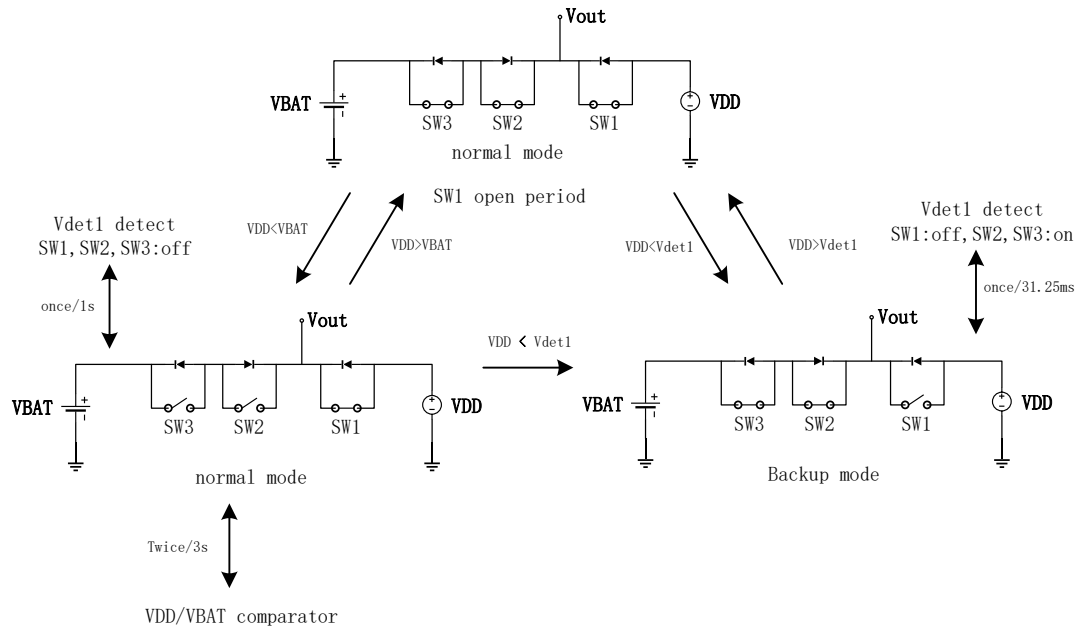 Vout
VBAT
+
−
SW3
SW2
SW1
+
−
VDD
normal mode
SW1 open period
VDD<VBAT
VDD>VBAT
VDD<Vdet1
VDD>Vdet1
Vdet1 detect
SW1,SW2,SW3:off
once/1s
Vdet1 detect
SW1:off,SW2,SW3:on
once/31.25ms
Vout
VBAT
+
−
SW3
SW2
SW1
+
−
VDD
normal mode
VDD < Vdet1
Vout
VBAT
+
−
SW3
SW2
SW1
+
−
VDD
Backup mode
Twice/3s
VDD/VBAT comparator